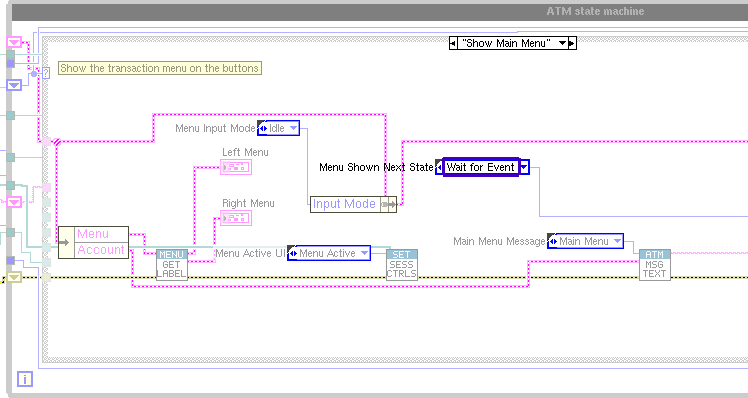 ATM state machine
"Show Main Menu"
?
Show the transaction menu on the buttons
Menu Input Mode
Idle
Left Menu
Menu Shown Next State
Wait for Event
Right Menu
Input Mode
Menu
Account
Main Menu Message
Main Menu
MENU
GET
LABEL
Menu Active UI
Menu Active
SET
SESS
CTRLS
ATM
MSG
TEXT
i